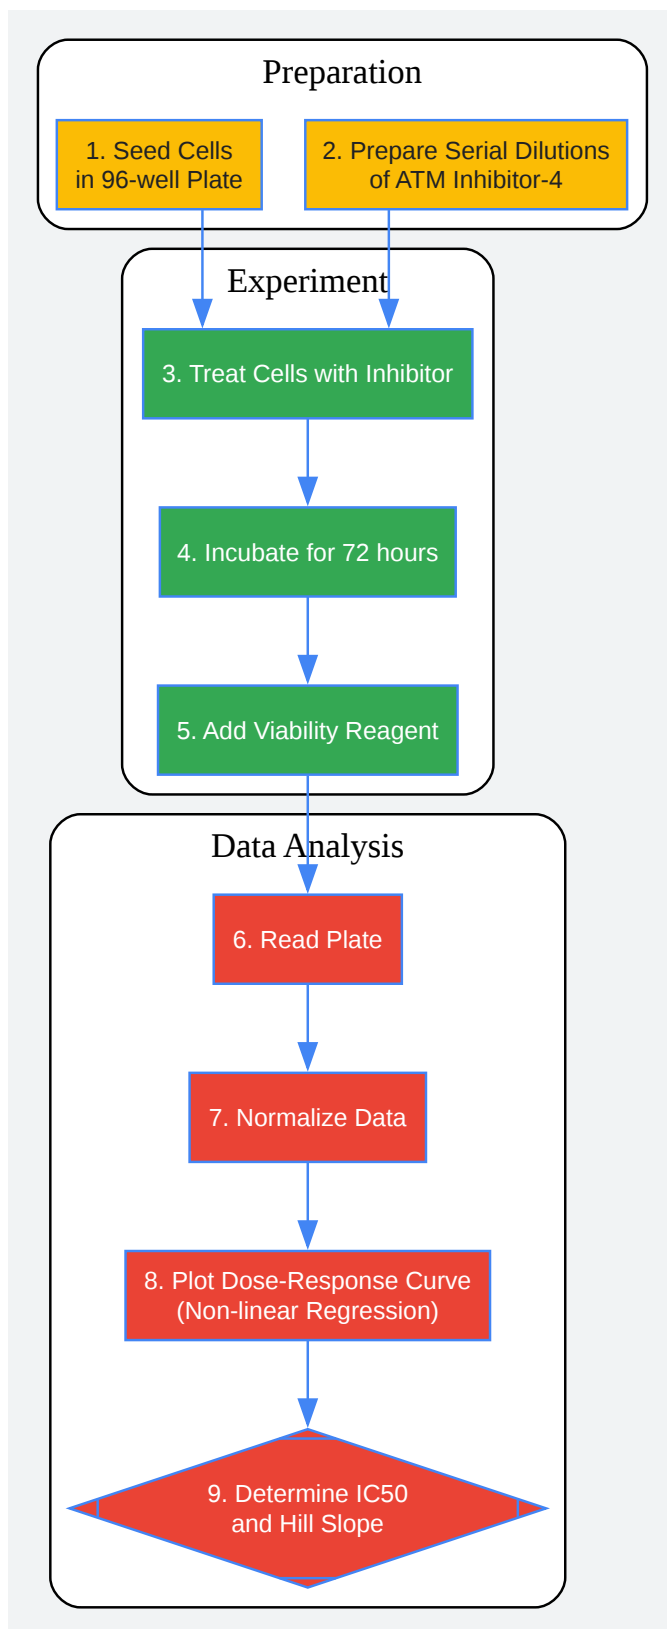 Preparation
1. Seed Cells
in 96-well Plate
2. Prepare Serial Dilutions
of ATM Inhibitor-4
Experiment
3. Treat Cells with Inhibitor
4. Incubate for 72 hours
5. Add Viability Reagent
Data Analysis
6. Read Plate
7. Normalize Data
8. Plot Dose-Response Curve
(Non-linear Regression)
9. Determine IC50
and Hill Slope